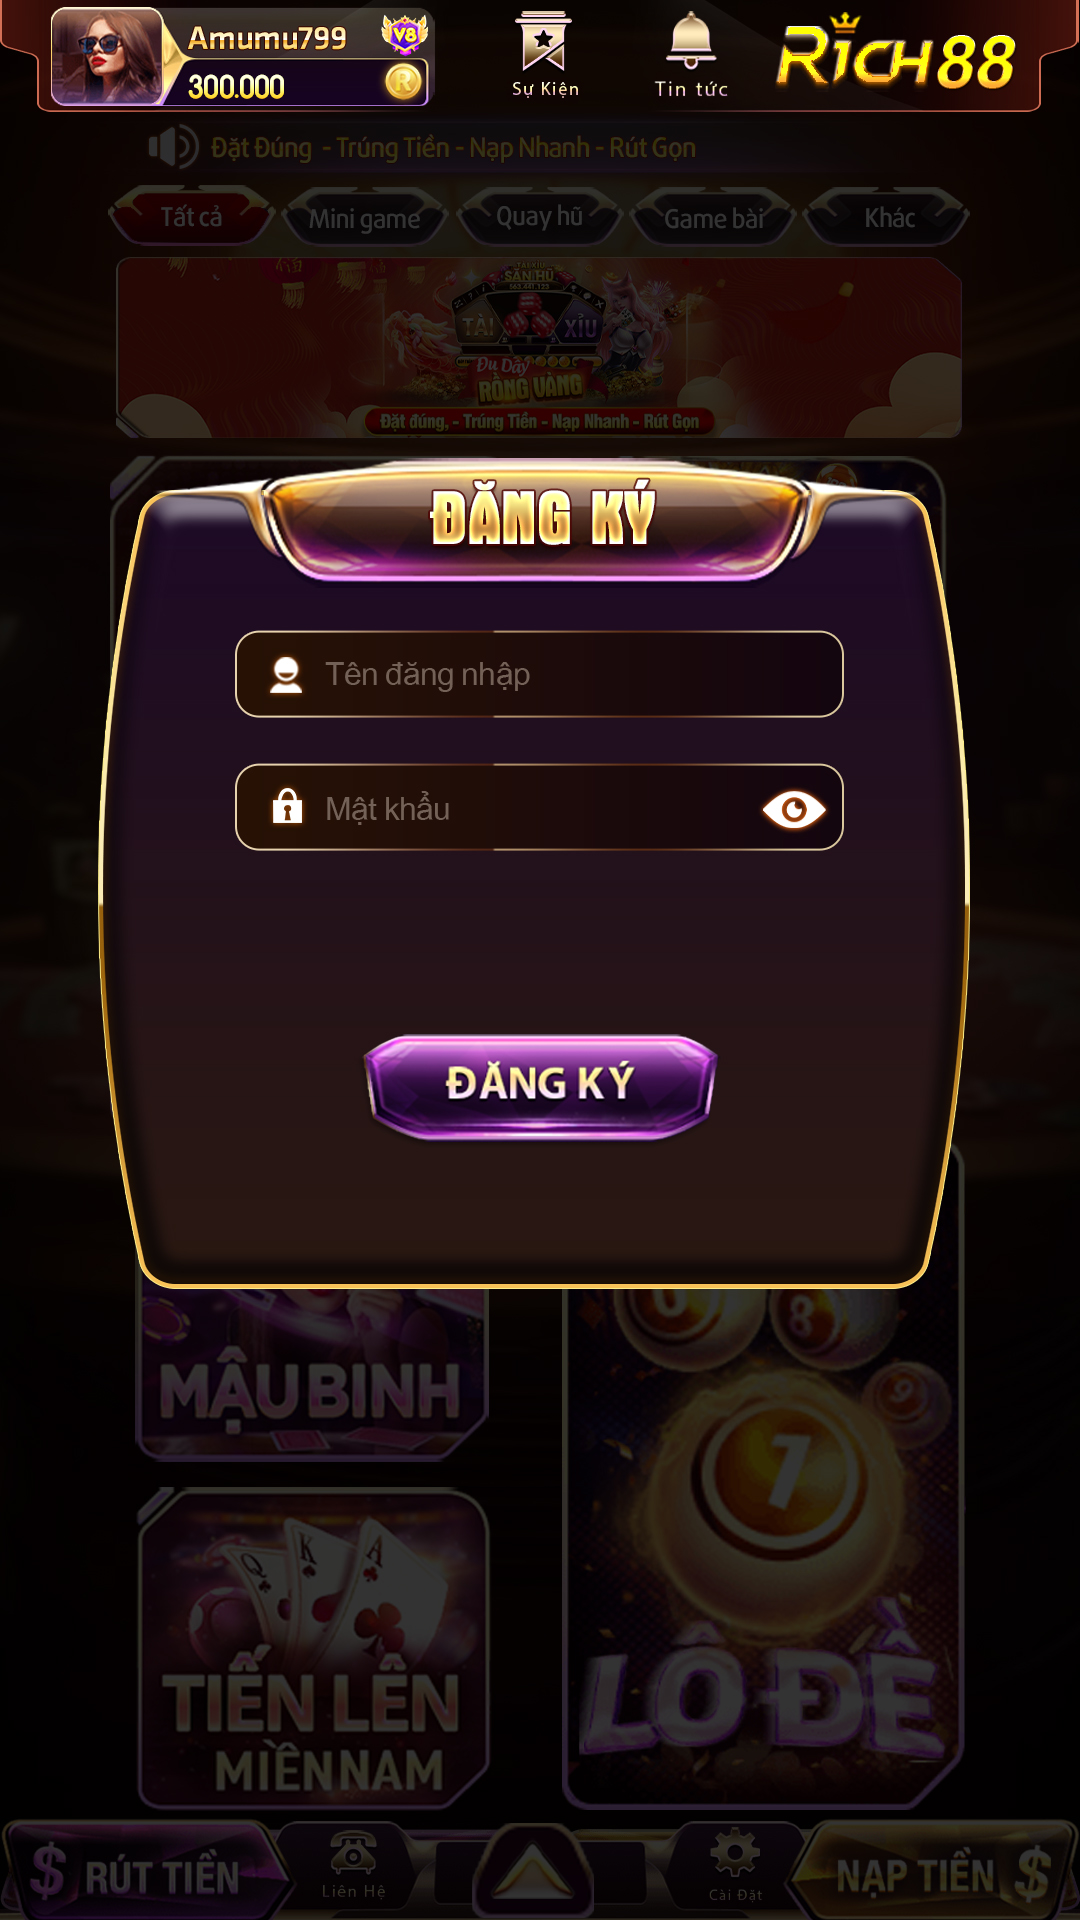 Amumu799
V8
300.000
R
Sự Kiện
Tin tức
RICH88
Đặt Đúng - Trúng Tiền - Nạp Nhanh - Rút Gọn
Tất cả
Mini game
Quay hũ
Game bài
Khác
SĂN HŨ
TÀI
XỈU
Đu Dây
RỒNG VÀNG
Đặt đúng, - Trúng Tiền - Nạp Nhanh - Rút Gọn
ĐĂNG KÝ
Tên đăng nhập
Mật khẩu
ĐĂNG KÝ
8
9
MẬU BINH
7
Q
K
A
TIẾN LÊN
MIỀN NAM
LÔ ĐỀ
$ RÚT TIỀN
Liên Hệ
Cài Đặt
NẠP TIỀN $